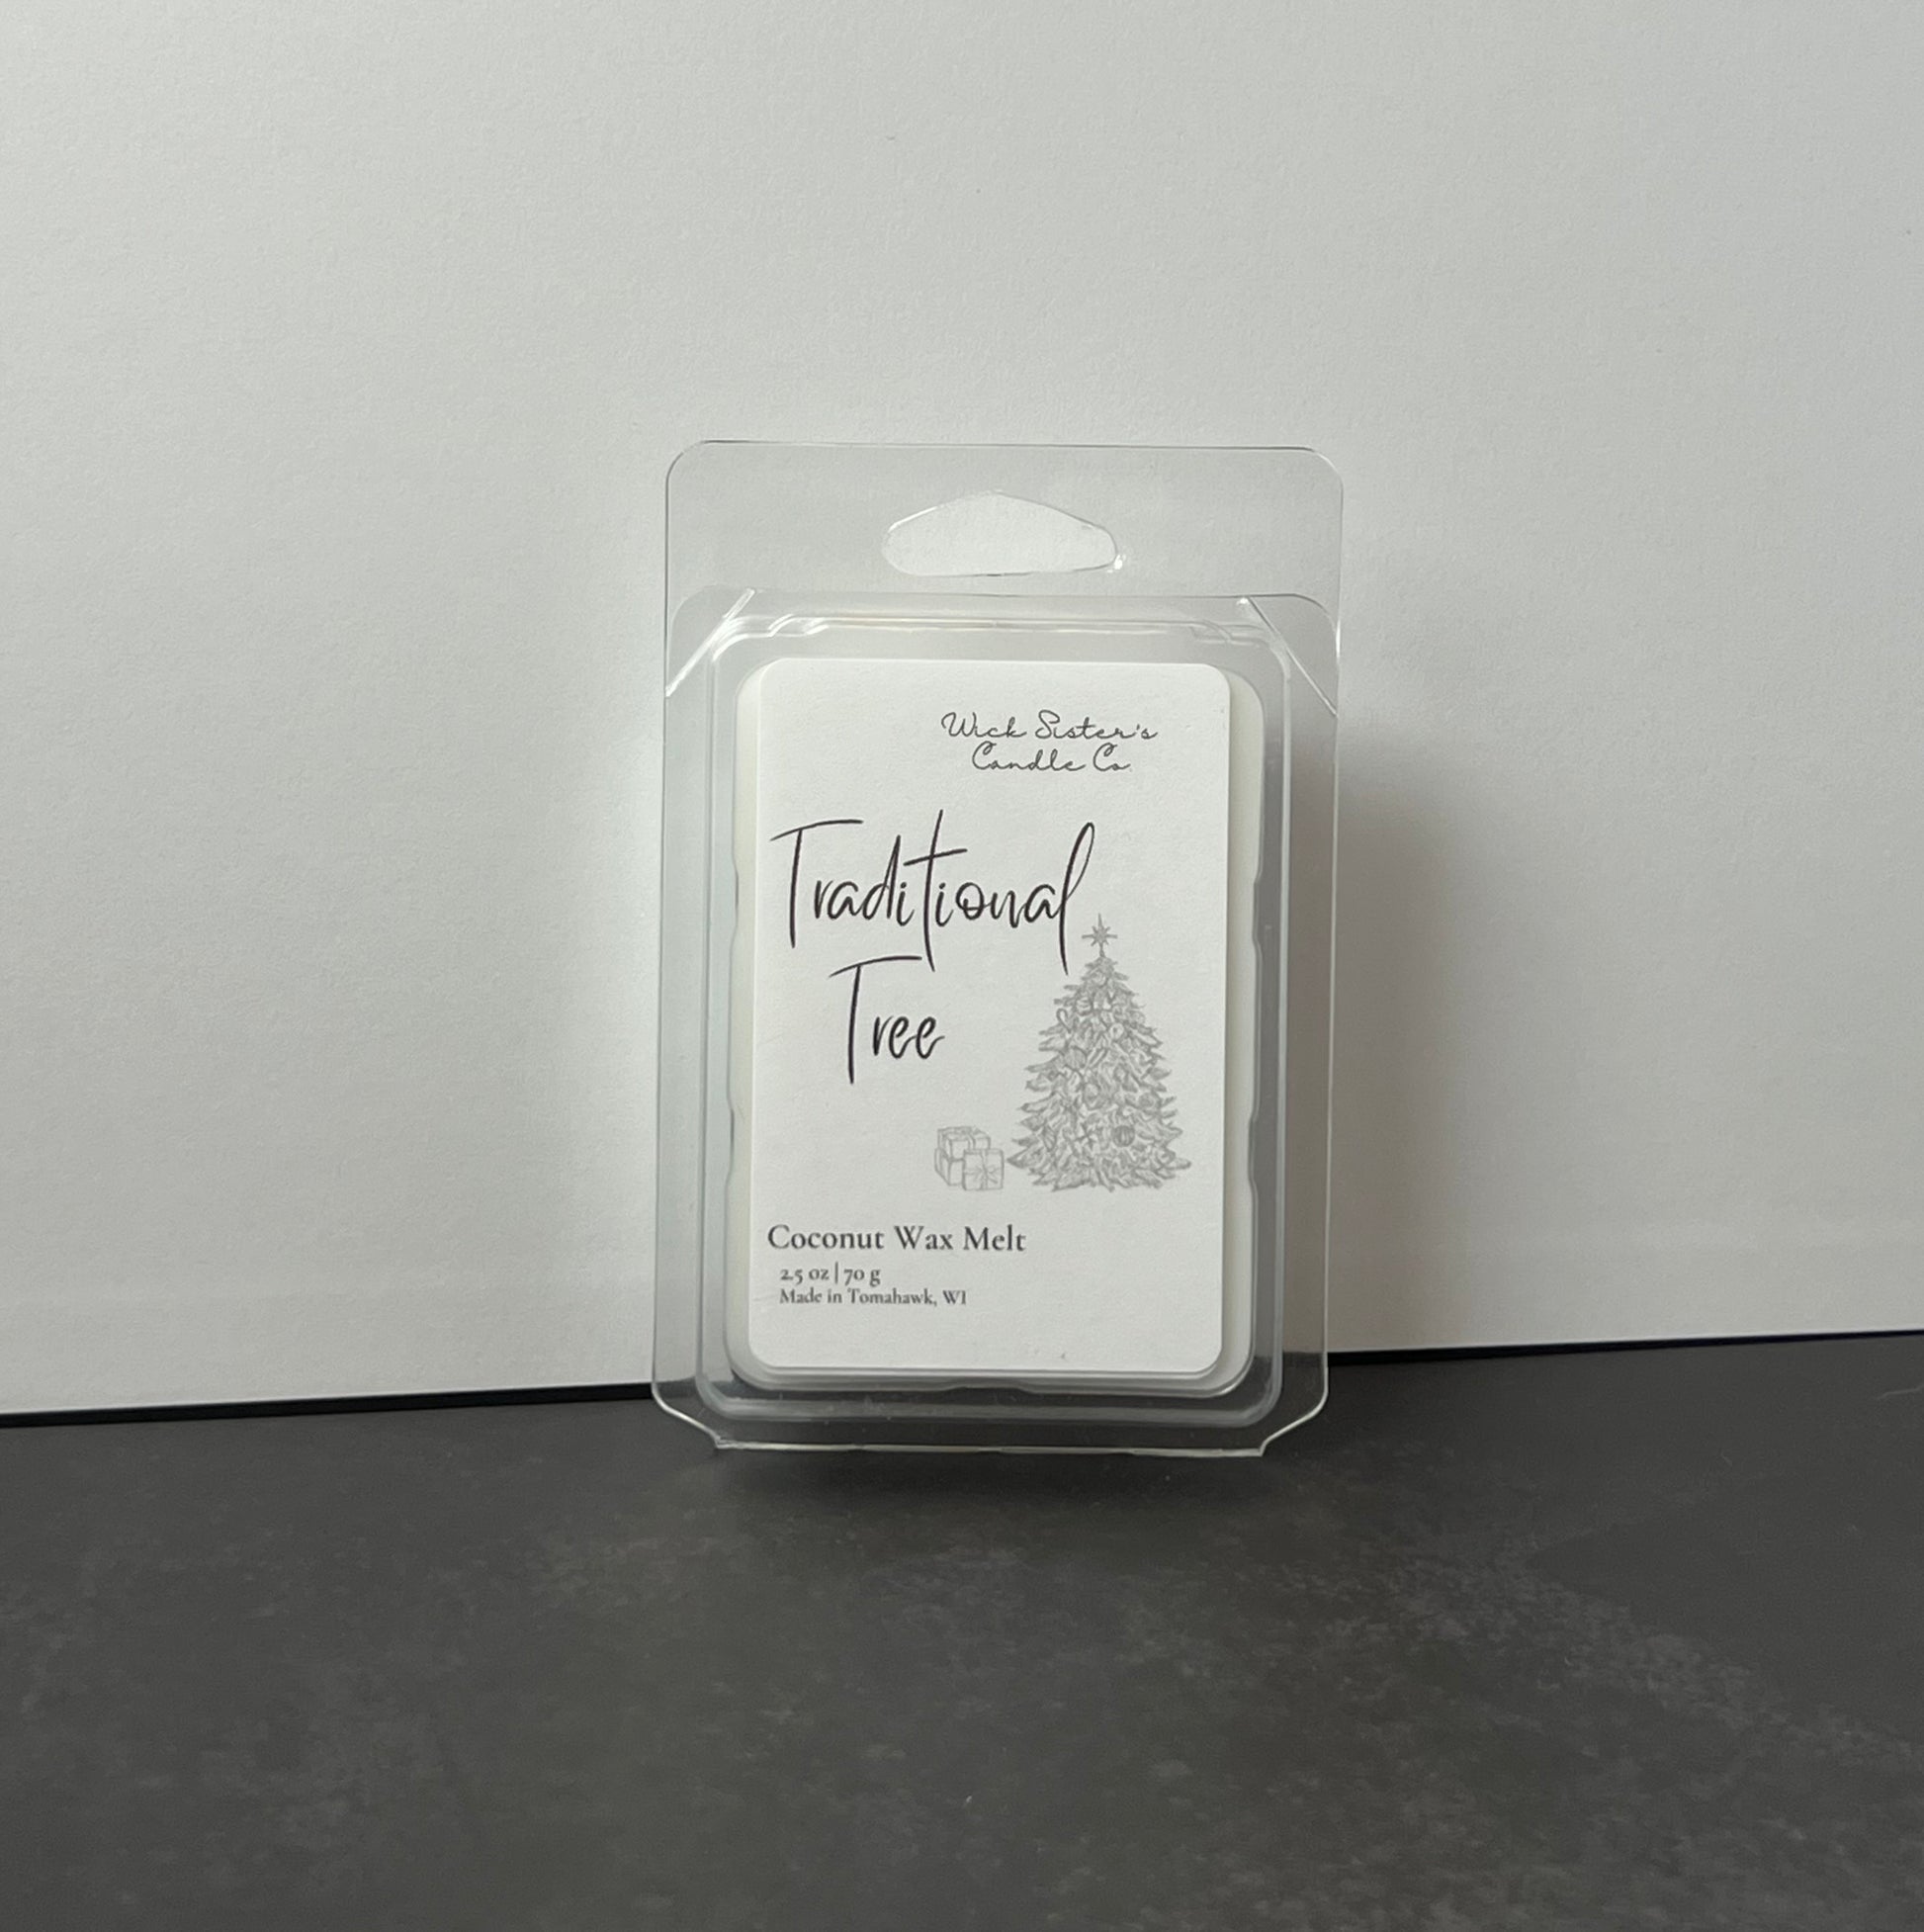 Wick Sister's
Candle Co.
Traditional
Tree
Coconut Wax Melt
2.5 oz | 70 g
Made in Tomahawk, WI